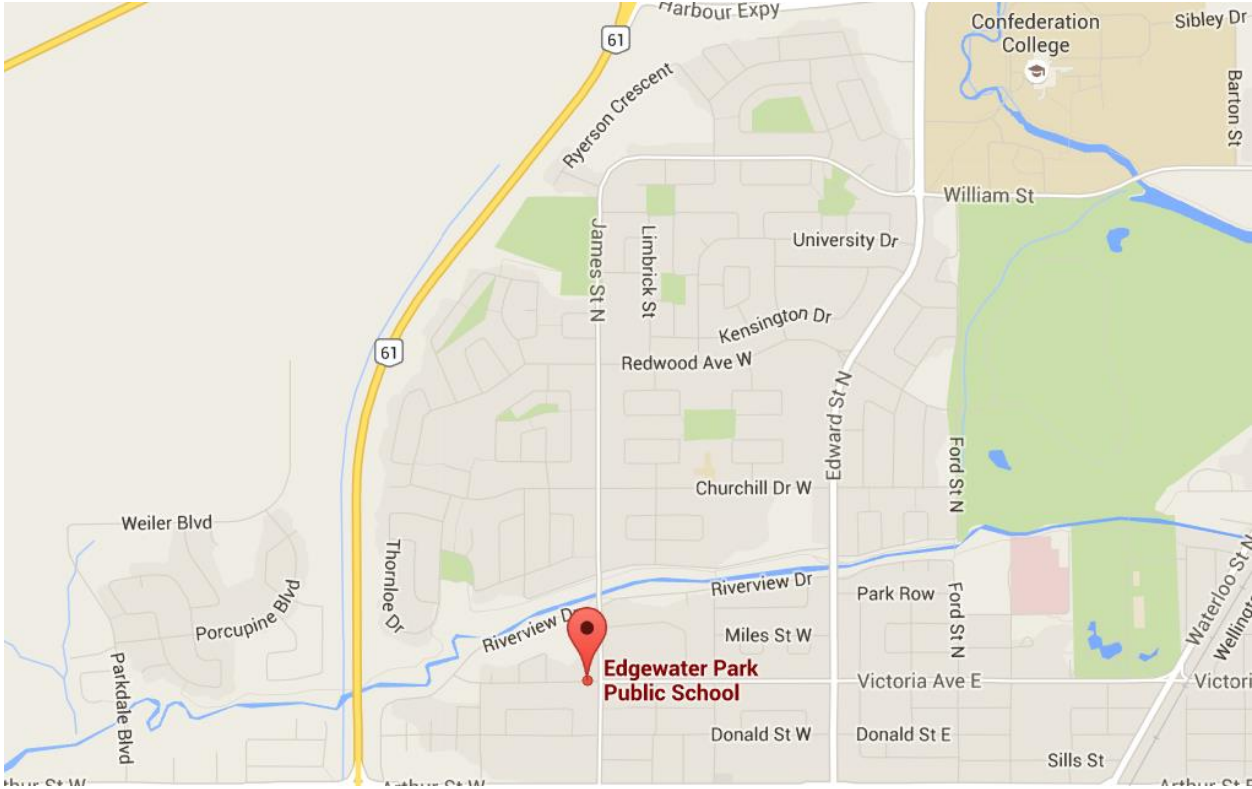 Harbour Expy
Confederation
College
Sibley Dr
61
Ryerson Crescent
Barton St
William St
James St N
Limbrick St
University Dr
Kensington Dr
61
Redwood Ave W
Edward St N
Ford St N
Churchill Dr W
Weiler Blvd
Thornloe Dr
Porcupine Blvd
Riverview Dr
Riverview Dr
Park Row
Ford St N
Waterloo St N
Miles St W
Parkdale Blvd
Edgewater Park
Public School
Victoria Ave E
Donald St W
Donald St E
Sills St